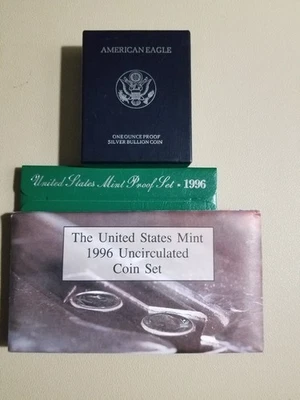 AMERICAN EAGLE
ONE OUNCE PROOF
SILVER BULLION COIN
United States Mint Proof Set • 1996
The United States Mint
1996 Uncirculated
Coin Set